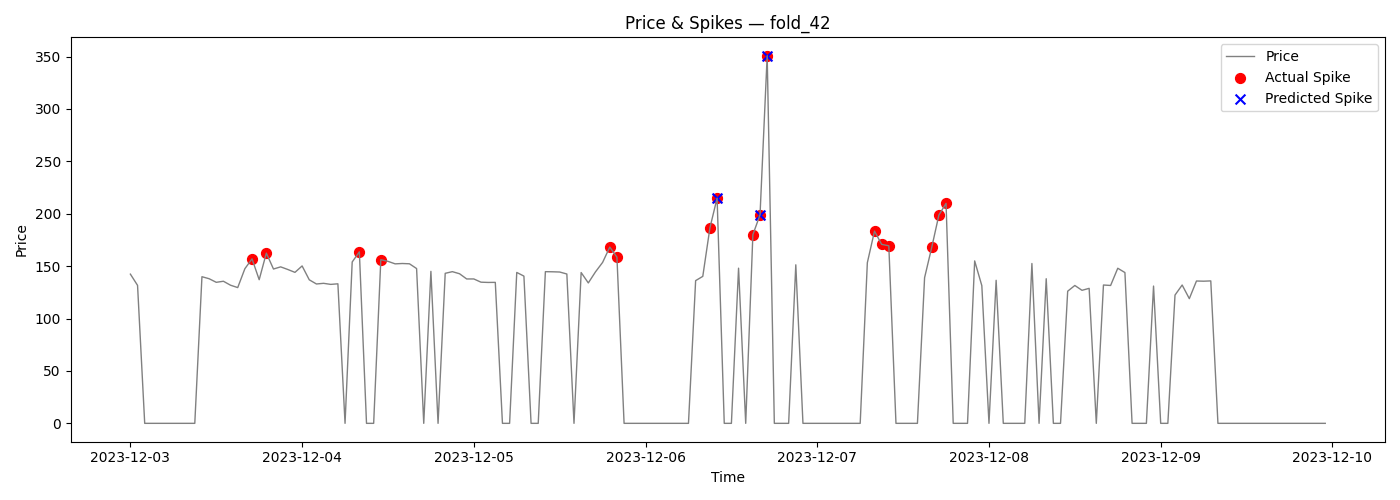 Price & Spikes — fold_42
Price
Actual Spike
Predicted Spike
350
300
250
200
150
100
50
0
Price
2023-12-03
2023-12-04
2023-12-05
2023-12-06
2023-12-07
2023-12-08
2023-12-09
2023-12-10
Time